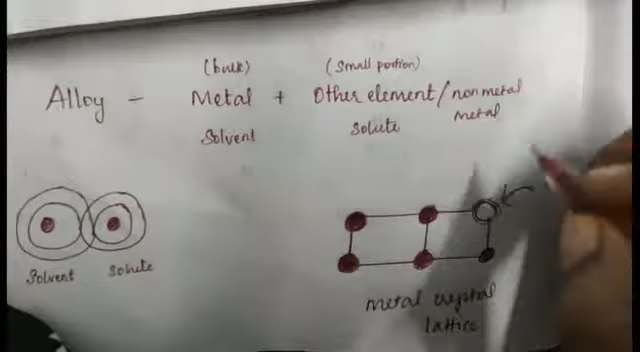 (bulk) (small portion)
Alloy - Metal + Other element / non metal
metal
Solvent Solute
Solvent Solute
metal crystal
lattice